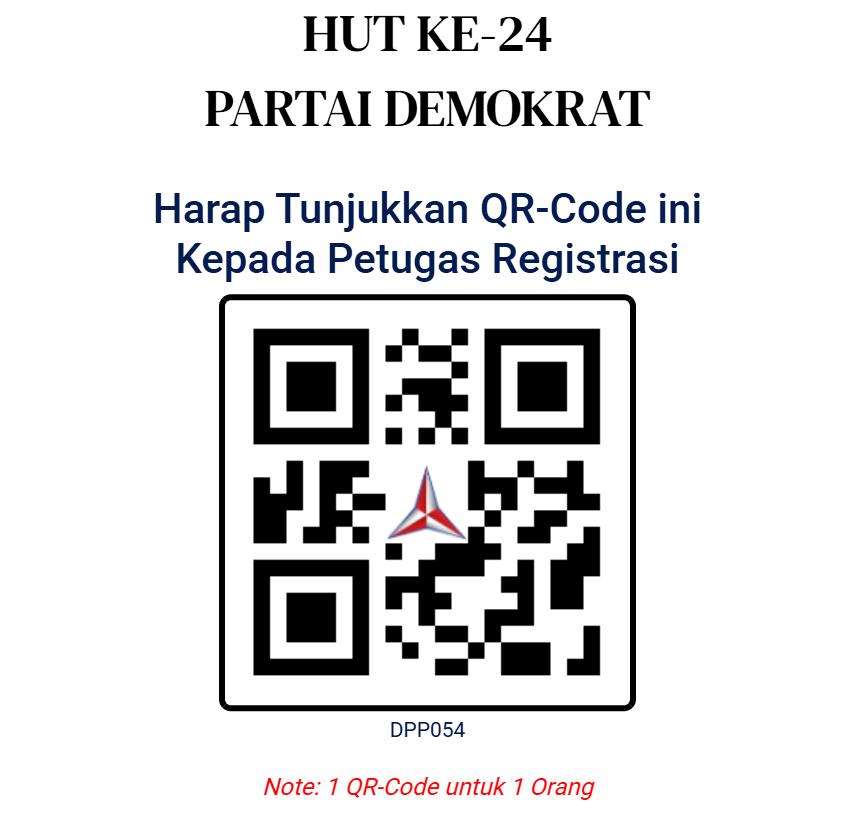 HUT KE-24
PARTAI DEMOKRAT
Harap Tunjukkan QR-Code ini
Kepada Petugas Registrasi
DPP054
Note: 1 QR-Code untuk 1 Orang